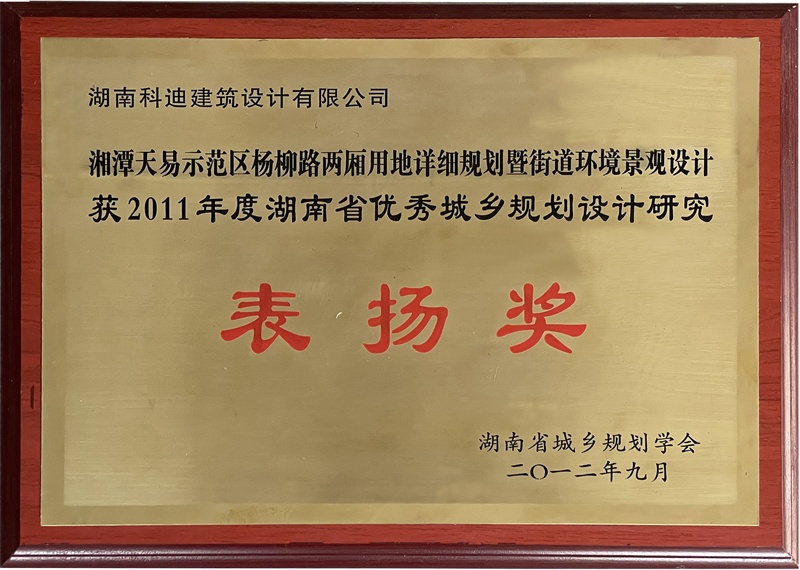 湖南科迪建筑设计有限公司
湘潭天易示范区杨柳路两厢用地详细规划暨街道环境景观设计
获2011年度湖南省优秀城乡规划设计研究
表扬奖
湖南省城乡规划学会
二〇一二年九月